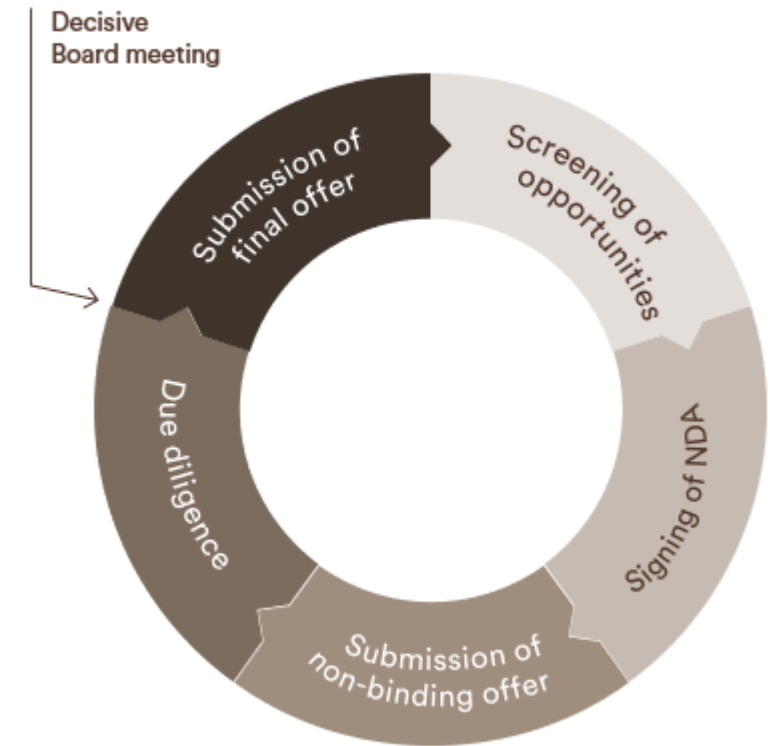 Decisive
Board meeting
Screening of
opportunities
Signing of NDA
Submission of
non-binding offer
Due diligence
Submission of
final offer